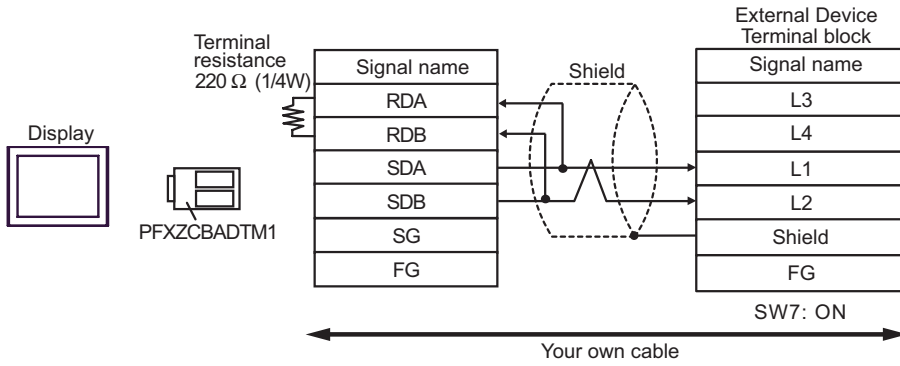 External Device
Terminal block
Terminal
resistance
220 Ω (1/4W)
Signal name
Shield
Signal name
RDA
L3
Display
RDB
L4
SDA
L1
SDB
L2
PFXZCBADTM1
SG
Shield
FG
FG
SW7: ON
Your own cable